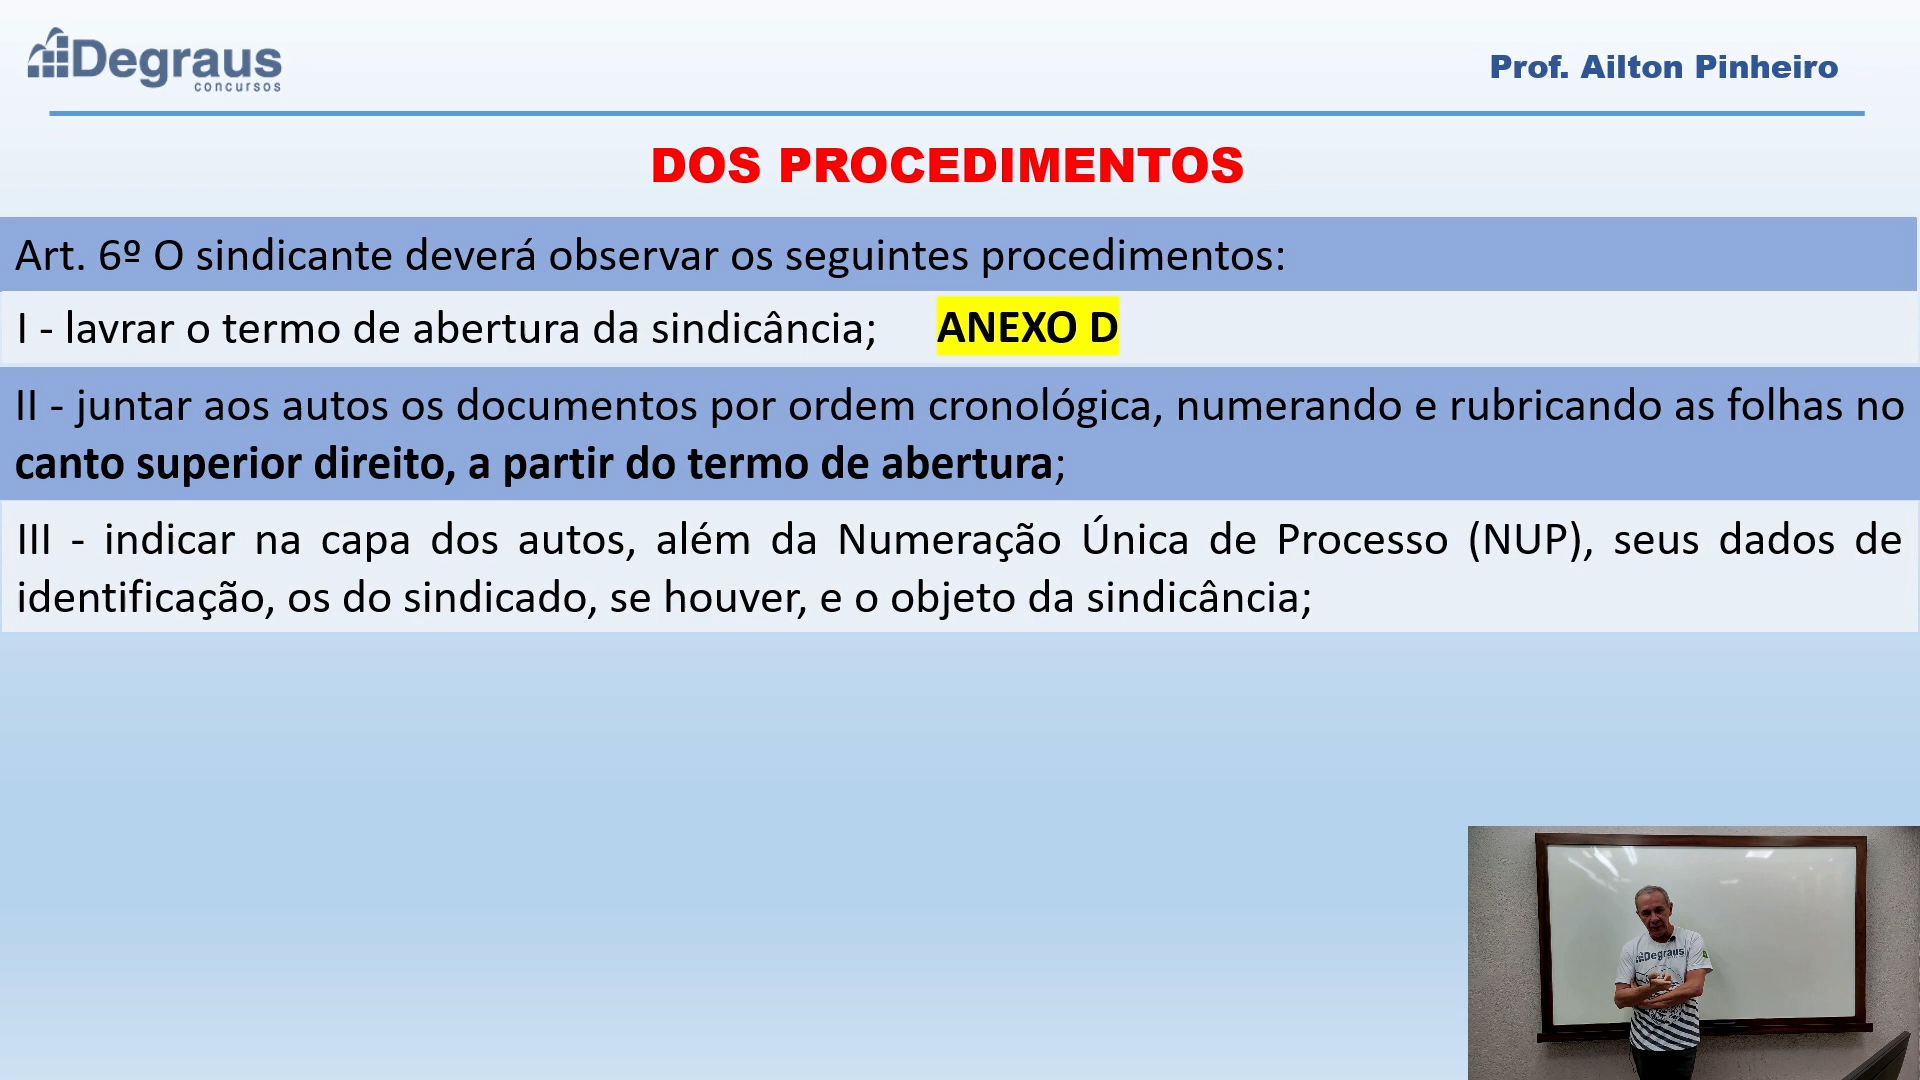 Degraus
concursos
Prof. Ailton Pinheiro
DOS PROCEDIMENTOS
Art. 6º O sindicante deverá observar os seguintes procedimentos:
I - lavrar o termo de abertura da sindicância; ANEXO D
II - juntar aos autos os documentos por ordem cronológica, numerando e rubricando as folhas no
canto superior direito, a partir do termo de abertura;
III - indicar na capa dos autos, além da Numeração Única de Processo (NUP), seus dados de
identificação, os do sindicado, se houver, e o objeto da sindicância;
Degraus